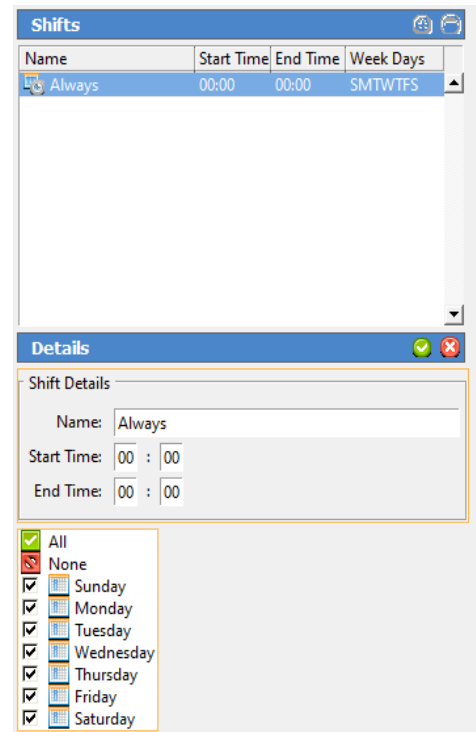 Shifts
Name Start Time End Time Week Days
Always 00:00 00:00 SMTWTFS
Details
Shift Details
Name: Always
Start Time: 00 : 00
End Time: 00 : 00
All
None
Sunday
Monday
Tuesday
Wednesday
Thursday
Friday
Saturday